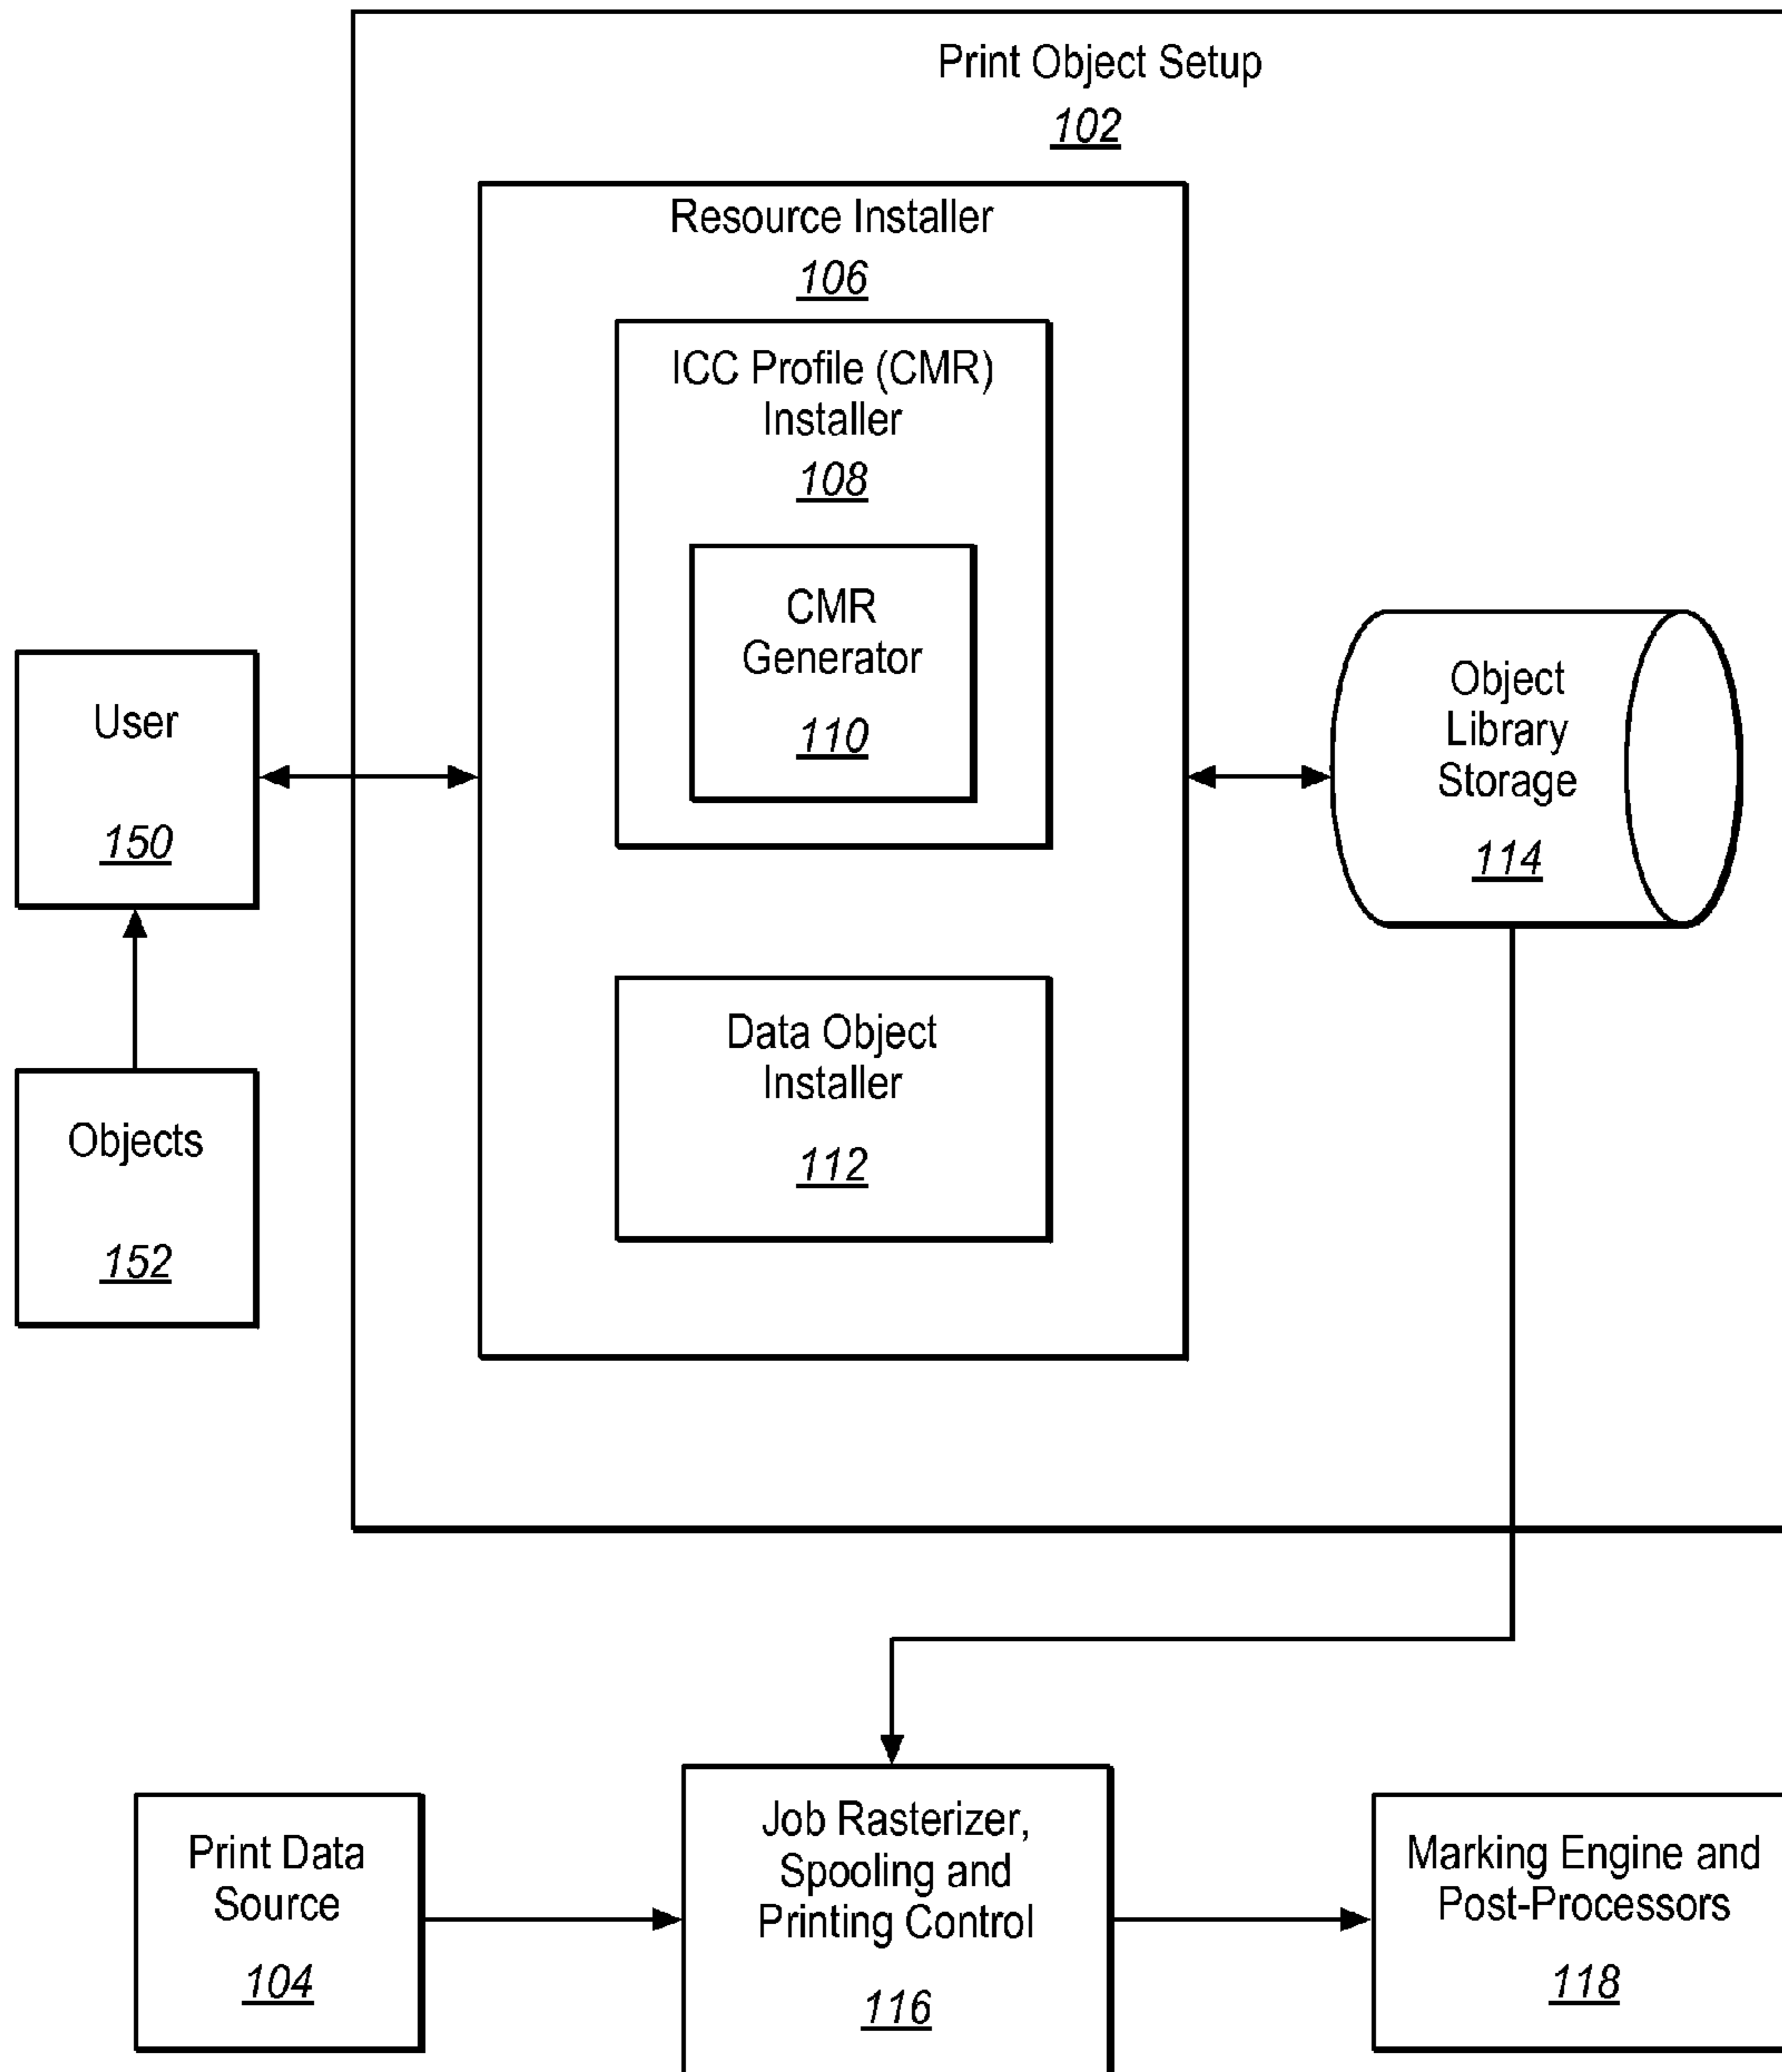 Print Object Setup
102
Resource Installer
106
ICC Profile (CMR)
Installer
108
CMR
Generator
110
User
150
Object
Library
Storage
114
Data Object
Installer
112
Objects
152
Print Data
Source
104
Job Rasterizer,
Spooling and
Printing Control
116
Marking Engine and
Post-Processors
118